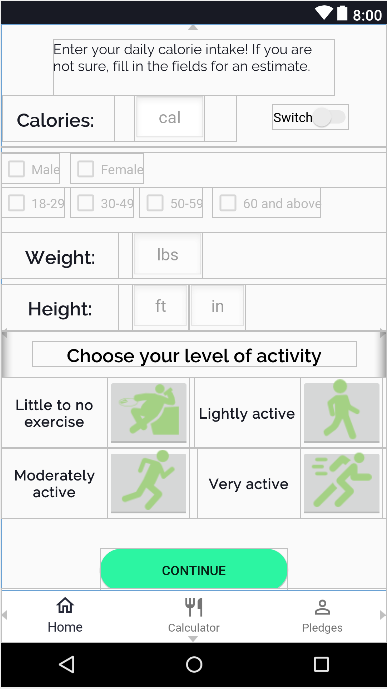 8:00
Enter your daily calorie intake! If you are
not sure, fill in the fields for an estimate.
Calories: cal Switch
Male Female
18-29 30-49 50-59 60 and above
Weight: lbs
Height: ft in
Choose your level of activity
Little to no
exercise
Lightly active
Moderately
active
Very active
CONTINUE
Home Calculator Pledges